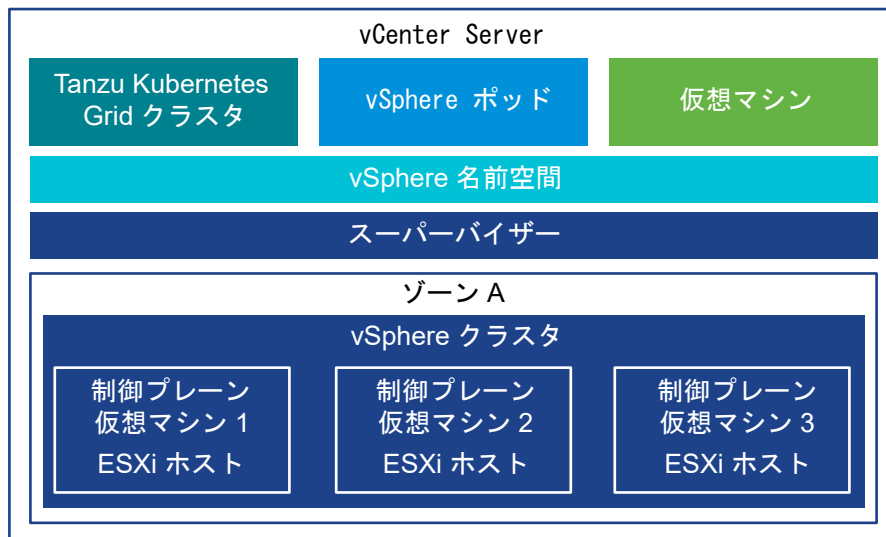 vCenter Server
Tanzu Kubernetes
Grid クラスタ
vSphere ポッド
仮想マシン
vSphere 名前空間
スーパーバイザー
ゾーン A
vSphere クラスタ
制御プレーン
仮想マシン 1
ESXi ホスト
制御プレーン
仮想マシン 2
ESXi ホスト
制御プレーン
仮想マシン 3
ESXi ホスト